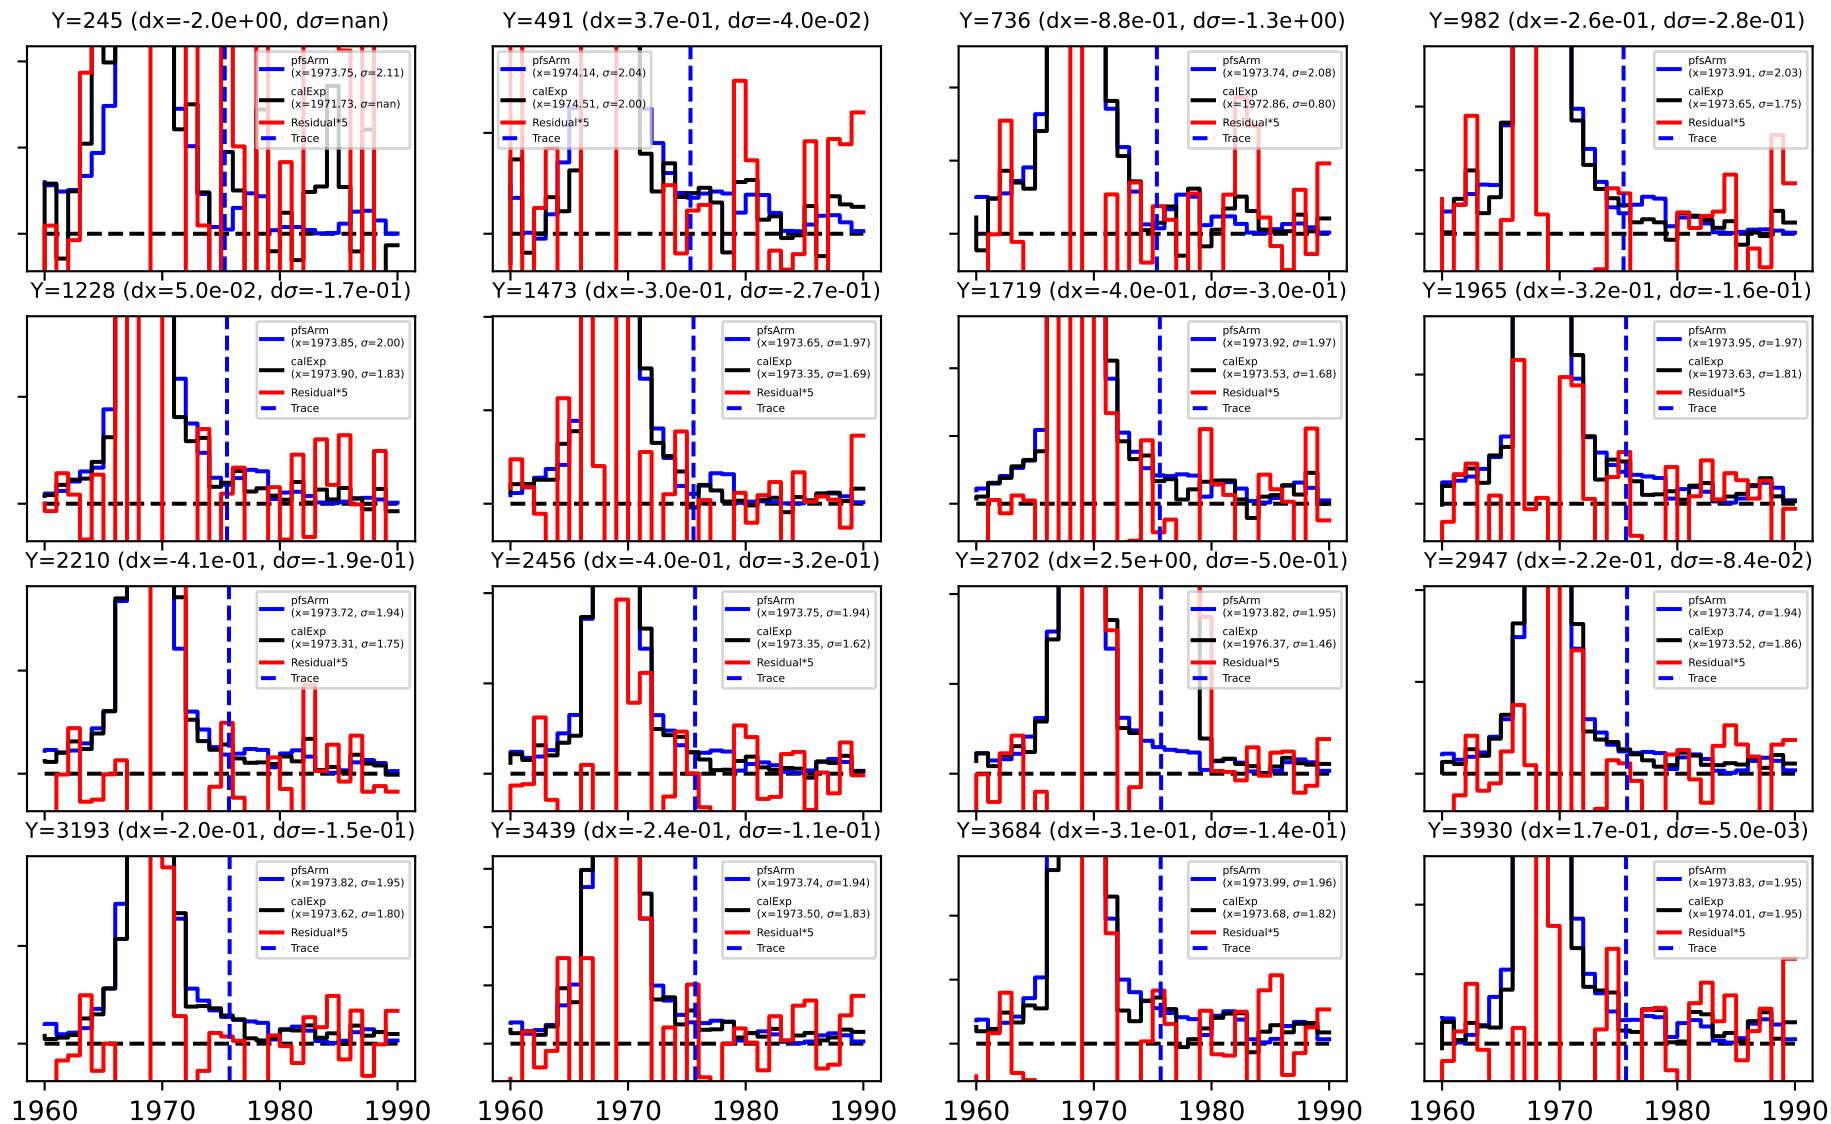 Y=245 (dx=-2.0e+00, dσ=nan)
pfsArm
(x=1973.75, σ=2.11)
calExp
(x=1971.73, σ=nan)
Residual*5
Trace
Y=491 (dx=3.7e-01, dσ=-4.0e-02)
pfsArm
(x=1974.14, σ=2.04)
calExp
(x=1974.51, σ=2.00)
Residual*5
Trace
Y=736 (dx=-8.8e-01, dσ=-1.3e+00)
pfsArm
(x=1973.74, σ=2.08)
calExp
(x=1972.86, σ=0.80)
Residual*5
Trace
Y=982 (dx=-2.6e-01, dσ=-2.8e-01)
pfsArm
(x=1973.91, σ=2.03)
calExp
(x=1973.65, σ=1.75)
Residual*5
Trace
Y=1228 (dx=5.0e-02, dσ=-1.7e-01)
pfsArm
(x=1973.85, σ=2.00)
calExp
(x=1973.90, σ=1.83)
Residual*5
Trace
Y=1473 (dx=-3.0e-01, dσ=-2.7e-01)
pfsArm
(x=1973.65, σ=1.97)
calExp
(x=1973.35, σ=1.69)
Residual*5
Trace
Y=1719 (dx=-4.0e-01, dσ=-3.0e-01)
pfsArm
(x=1973.92, σ=1.97)
calExp
(x=1973.53, σ=1.68)
Residual*5
Trace
Y=1965 (dx=-3.2e-01, dσ=-1.6e-01)
pfsArm
(x=1973.95, σ=1.97)
calExp
(x=1973.63, σ=1.81)
Residual*5
Trace
Y=2210 (dx=-4.1e-01, dσ=-1.9e-01)
pfsArm
(x=1973.72, σ=1.94)
calExp
(x=1973.31, σ=1.75)
Residual*5
Trace
Y=2456 (dx=-4.0e-01, dσ=-3.2e-01)
pfsArm
(x=1973.75, σ=1.94)
calExp
(x=1973.35, σ=1.62)
Residual*5
Trace
Y=2702 (dx=2.5e+00, dσ=-5.0e-01)
pfsArm
(x=1973.82, σ=1.95)
calExp
(x=1976.37, σ=1.46)
Residual*5
Trace
Y=2947 (dx=-2.2e-01, dσ=-8.4e-02)
pfsArm
(x=1973.74, σ=1.94)
calExp
(x=1973.52, σ=1.86)
Residual*5
Trace
Y=3193 (dx=-2.0e-01, dσ=-1.5e-01)
pfsArm
(x=1973.82, σ=1.95)
calExp
(x=1973.62, σ=1.80)
Residual*5
Trace
Y=3439 (dx=-2.4e-01, dσ=-1.1e-01)
pfsArm
(x=1973.74, σ=1.94)
calExp
(x=1973.50, σ=1.83)
Residual*5
Trace
Y=3684 (dx=-3.1e-01, dσ=-1.4e-01)
pfsArm
(x=1973.99, σ=1.96)
calExp
(x=1973.68, σ=1.82)
Residual*5
Trace
Y=3930 (dx=1.7e-01, dσ=-5.0e-03)
pfsArm
(x=1973.83, σ=1.95)
calExp
(x=1974.01, σ=1.95)
Residual*5
Trace
1960 1970 1980 1990 1960 1970 1980 1990 1960 1970 1980 1990 1960 1970 1980 1990